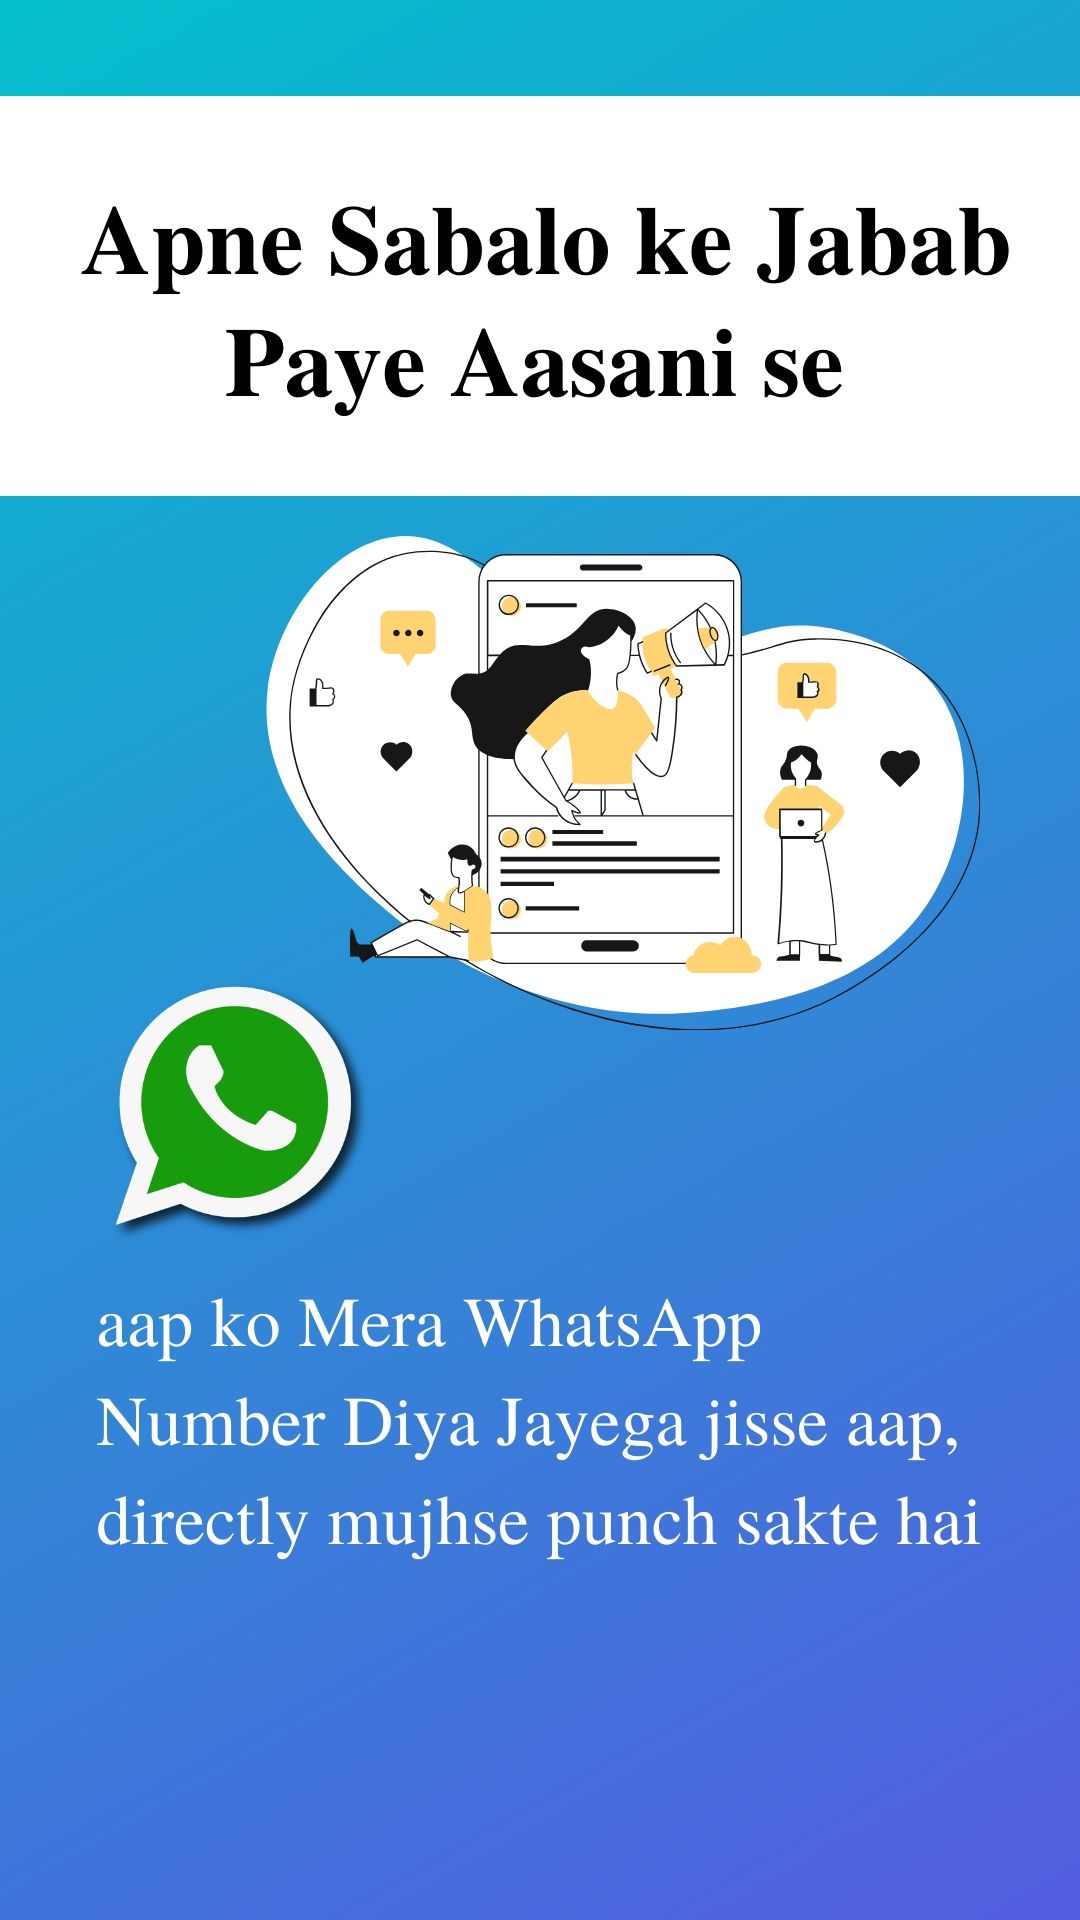 Apne Sabalo ke Jabab
Paye Aasani se
aap ko Mera WhatsApp
Number Diya Jayega jisse aap,
directly mujhse punch sakte hai